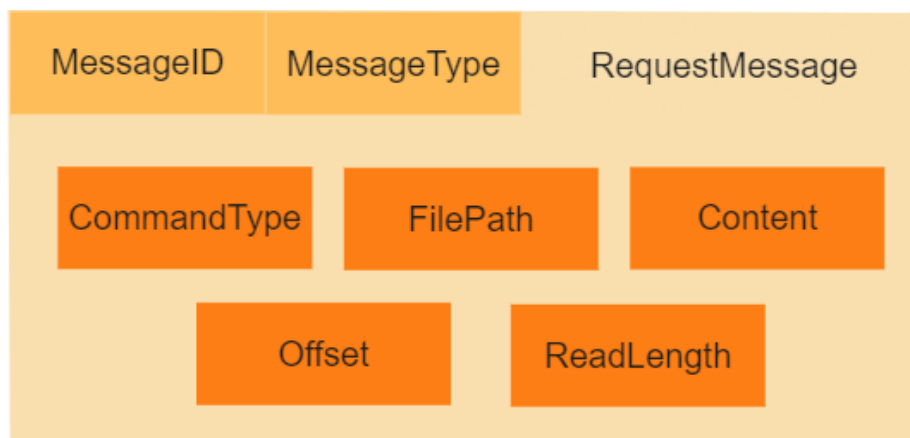 MessageID MessageType RequestMessage
CommandType FilePath Content
Offset ReadLength